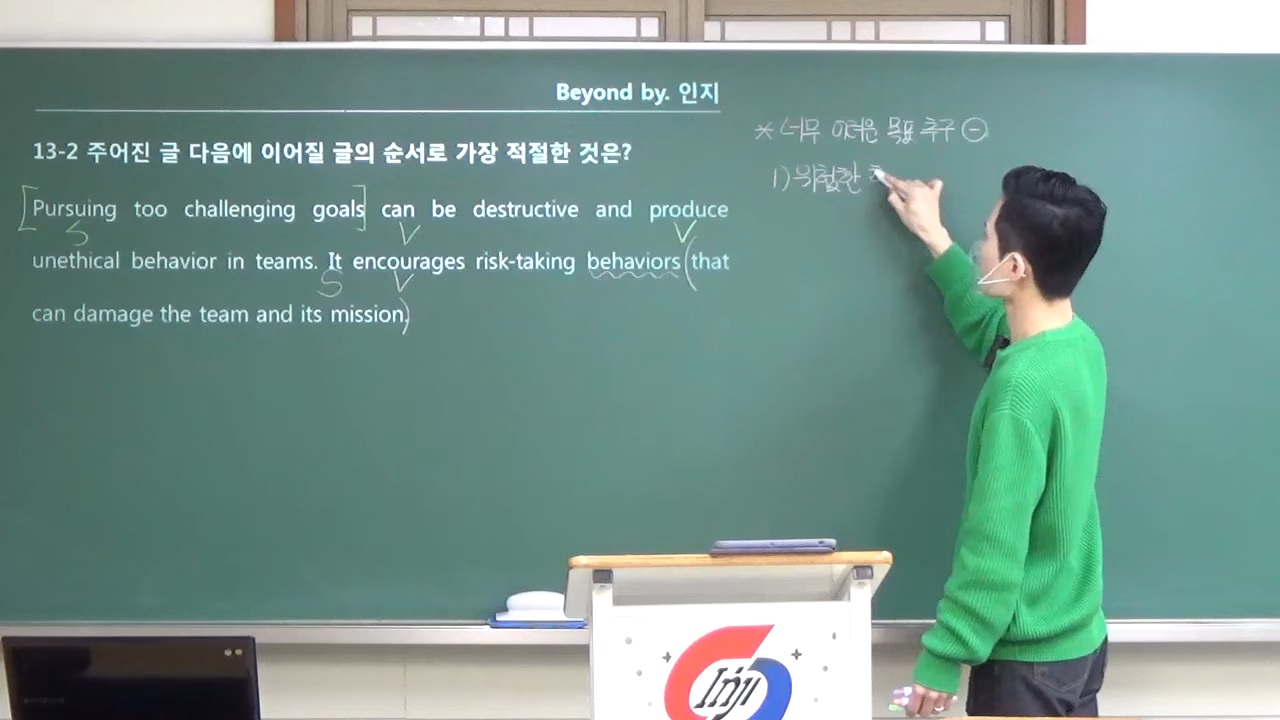 Beyond by. 인지
13-2 주어진 글 다음에 이어질 글의 순서로 가장 적절한 것은?
[Pursuing too challenging goals] can be destructive and produce
S V V
unethical behavior in teams. It encourages risk-taking behaviors (that
S V
can damage the team and its mission.)
* 너무 어려운 목표 추구 ⊖
1) 위험한
Inji